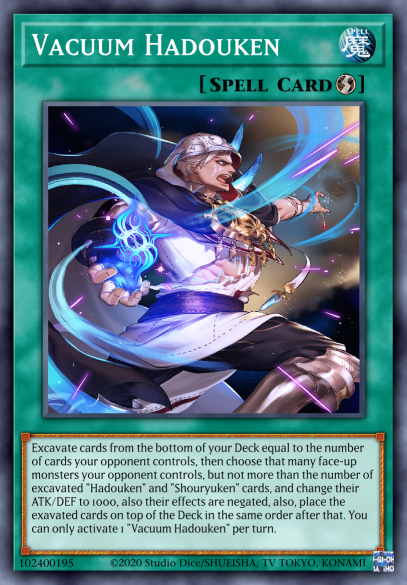 Vacuum Hadouken
SPELL
魔
[Spell Card]
Excavate cards from the bottom of your Deck equal to the number
of cards your opponent controls, then choose that many face-up
monsters your opponent controls, but not more than the number of
excavated "Hadouken" and "Shouryuken" cards, and change their
ATK/DEF to 1000, also their effects are negated, also, place the
exavated cards on top of the Deck in the same order after that. You
can only activate 1 "Vacuum Hadouken" per turn.
102400195 ©2020 Studio Dice/SHUEISHA, TV TOKYO, KONAMI